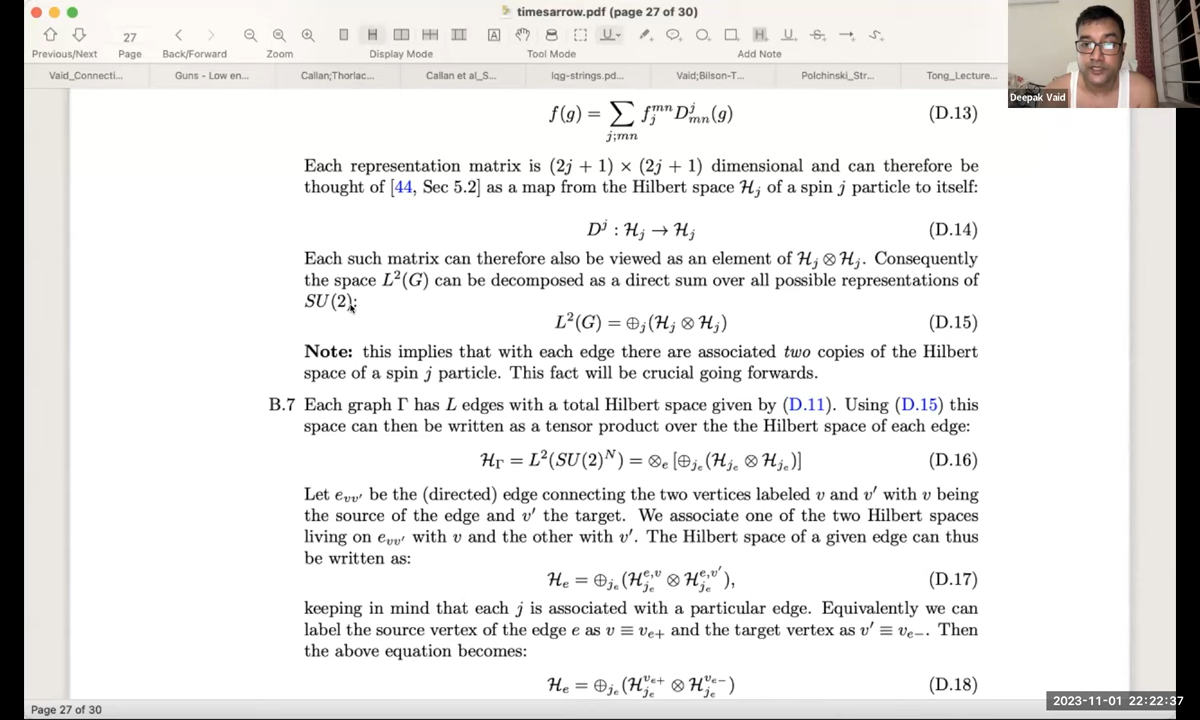 timesarrow.pdf (page 27 of 30)
27
Previous/Next Page Back/Forward Zoom Display Mode Tool Mode Add Note
Vaid_Connecti... Guns - Low en... Callan;Thorlac... Callan et al_S... lqg-strings.pd... Vaid;Bilson-T... Polchinski_Str... Tong_Lecture...
Deepak Vaid
f(g) = ∑_{j;mn} f_j^{mn} D^j_{mn}(g) (D.13)
Each representation matrix is (2j + 1) × (2j + 1) dimensional and can therefore be
thought of [44, Sec 5.2] as a map from the Hilbert space ℋ_j of a spin j particle to itself:
D^j : ℋ_j → ℋ_j (D.14)
Each such matrix can therefore also be viewed as an element of ℋ_j ⊗ ℋ_j. Consequently
the space L²(G) can be decomposed as a direct sum over all possible representations of
SU(2):
L²(G) = ⊕_j(ℋ_j ⊗ ℋ_j) (D.15)
Note: this implies that with each edge there are associated two copies of the Hilbert
space of a spin j particle. This fact will be crucial going forwards.
B.7 Each graph Γ has L edges with a total Hilbert space given by (D.11). Using (D.15) this
space can then be written as a tensor product over the the Hilbert space of each edge:
ℋ_Γ = L²(SU(2)^N) = ⊗_e [⊕_{j_e}(ℋ_{j_e} ⊗ ℋ_{j_e})] (D.16)
Let e_{vv′} be the (directed) edge connecting the two vertices labeled v and v′ with v being
the source of the edge and v′ the target. We associate one of the two Hilbert spaces
living on e_{vv′} with v and the other with v′. The Hilbert space of a given edge can thus
be written as:
ℋ_e = ⊕_{j_e}(ℋ_{j_e}^{e,v} ⊗ ℋ_{j_e}^{e,v′}), (D.17)
keeping in mind that each j is associated with a particular edge. Equivalently we can
label the source vertex of the edge e as v ≡ v_{e+} and the target vertex as v′ ≡ v_{e−}. Then
the above equation becomes:
ℋ_e = ⊕_{j_e}(ℋ_{j_e}^{v_{e+}} ⊗ ℋ_{j_e}^{v_{e−}}) (D.18)
Page 27 of 30
2023-11-01 22:22:37